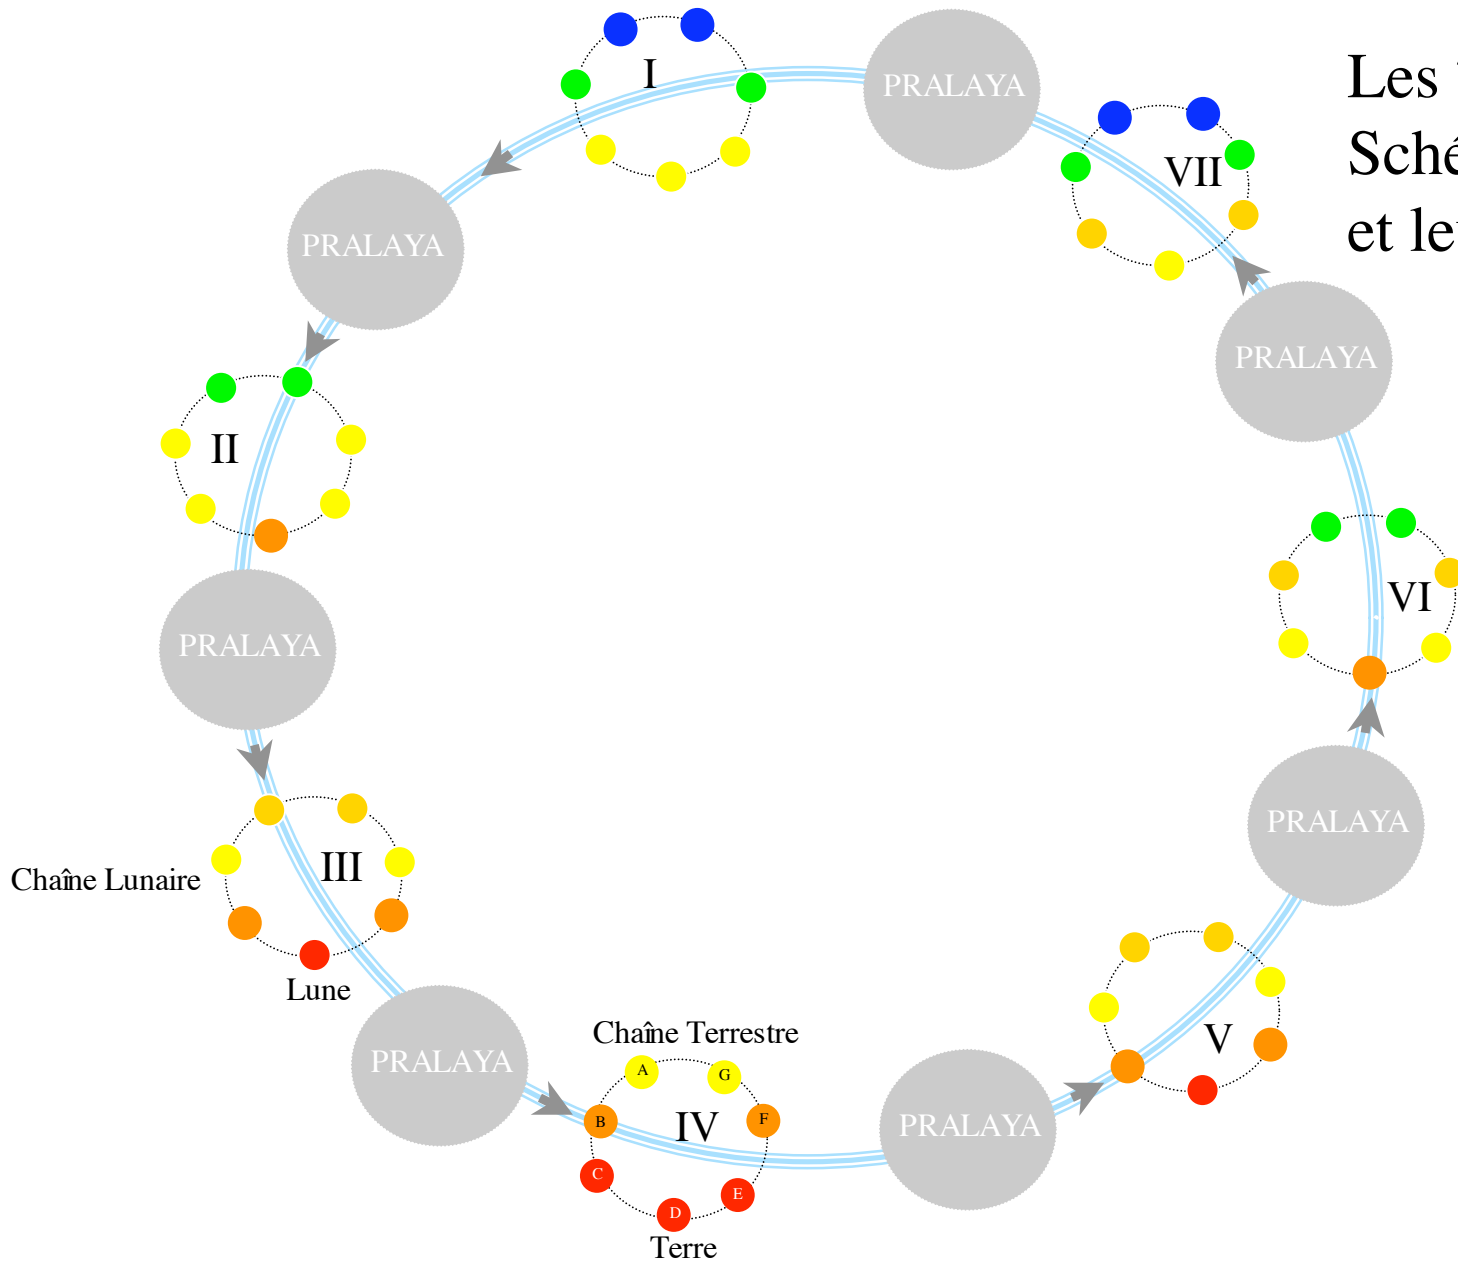 Les
Sché
et le
I
PRALAYA
VII
PRALAYA
PRALAYA
II
VI
PRALAYA
PRALAYA
III
Chaîne Lunaire
Lune
V
Chaîne Terrestre
PRALAYA
A
G
B
IV
F
PRALAYA
C
E
D
Terre